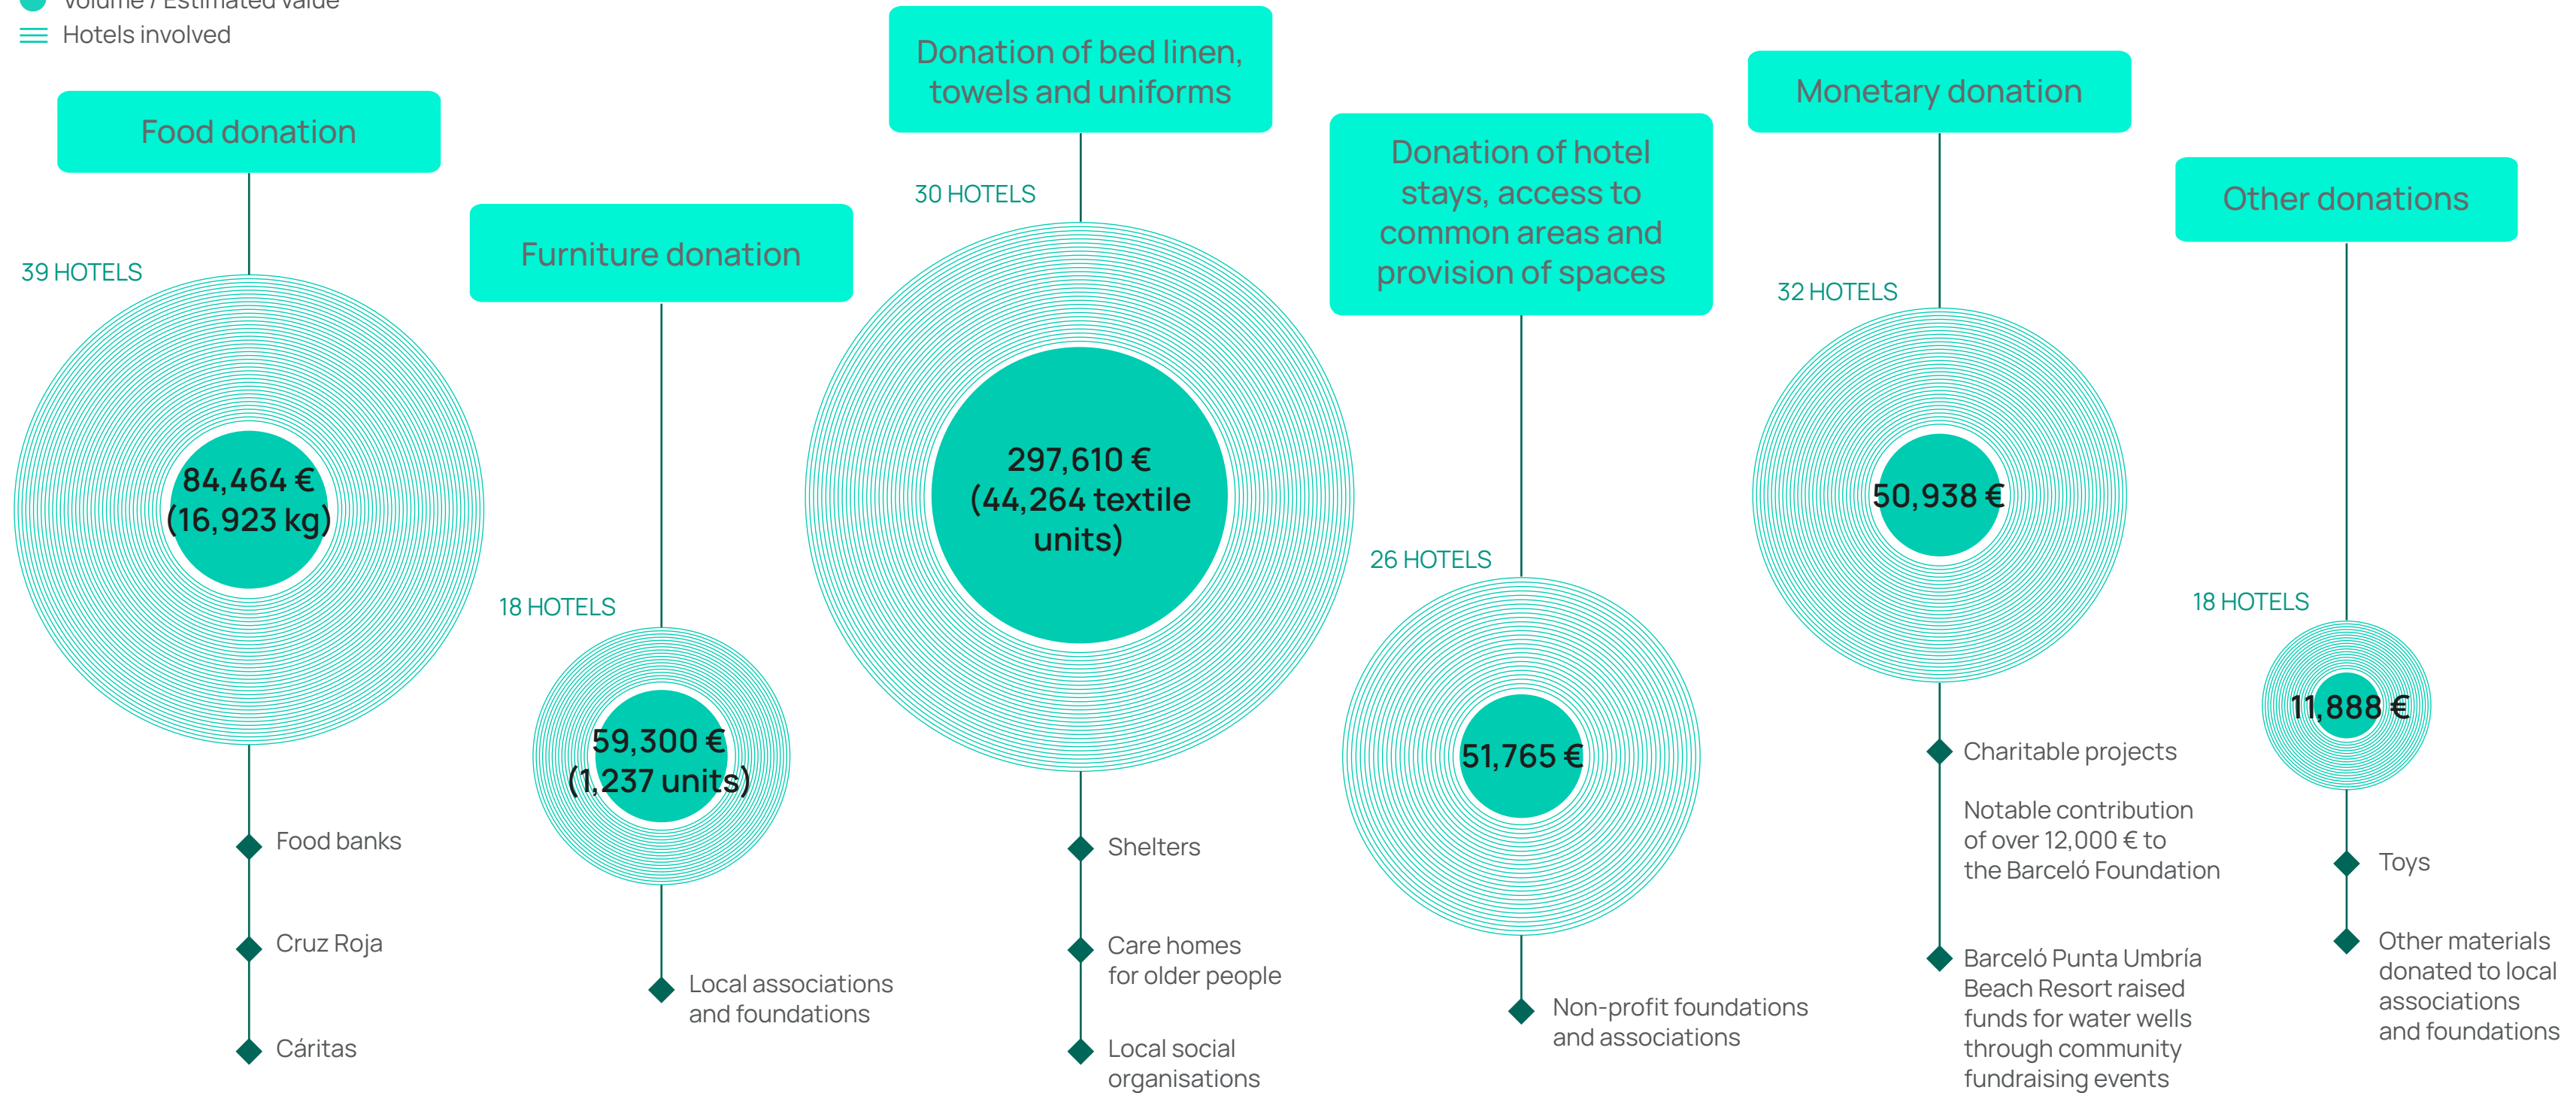 Volume / Estimated value
Hotels involved
Food donation
39 HOTELS
84,464 €
(16,923 kg)
Food banks
Cruz Roja
Cáritas
Furniture donation
18 HOTELS
59,300 €
(1,237 units)
Local associations
and foundations
Donation of bed linen,
towels and uniforms
30 HOTELS
297,610 €
(44,264 textile
units)
Shelters
Care homes
for older people
Local social
organisations
Donation of hotel
stays, access to
common areas and
provision of spaces
26 HOTELS
51,765 €
Non-profit foundations
and associations
Monetary donation
32 HOTELS
50,938 €
Charitable projects
Notable contribution
of over 12,000 € to
the Barceló Foundation
Barceló Punta Umbría
Beach Resort raised
funds for water wells
through community
fundraising events
Other donations
18 HOTELS
11,888 €
Toys
Other materials
donated to local
associations
and foundations